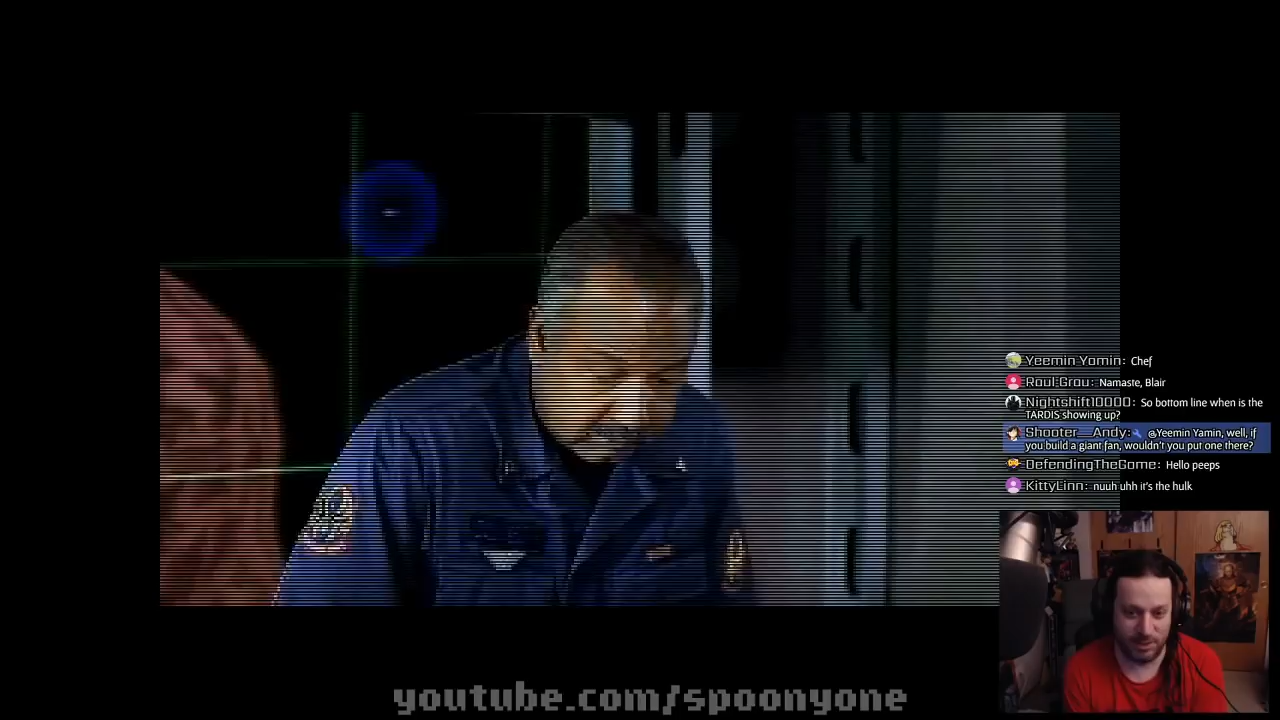 Yeemin Yamin: Chef
Raul Grau: Namaste, Blair
Nightshift10000: So bottom line when is the
TARDIS showing up?
Shooter__Andy: @Yeemin Yamin, well, if
you build a giant fan, wouldn't you put one there?
DefendingTheGame: Hello peeps
KittyLinn: nuuh uhh it's the hulk
youtube.com/spoonyone